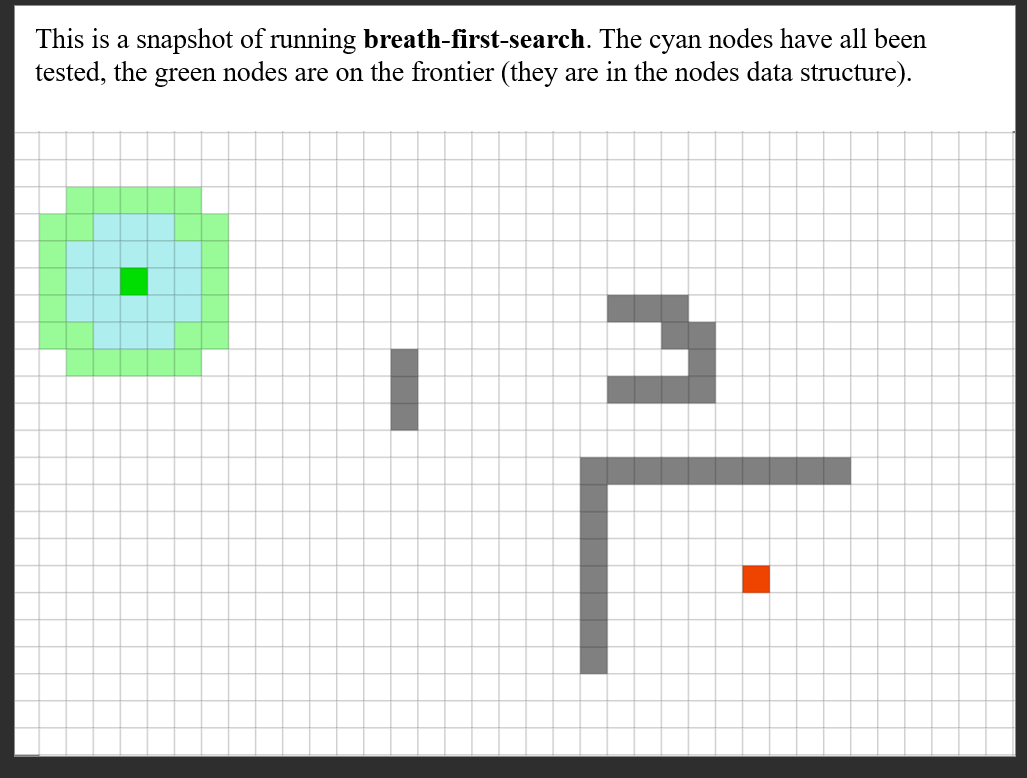 This is a snapshot of running breath-first-search. The cyan nodes have all been
tested, the green nodes are on the frontier (they are in the nodes data structure).